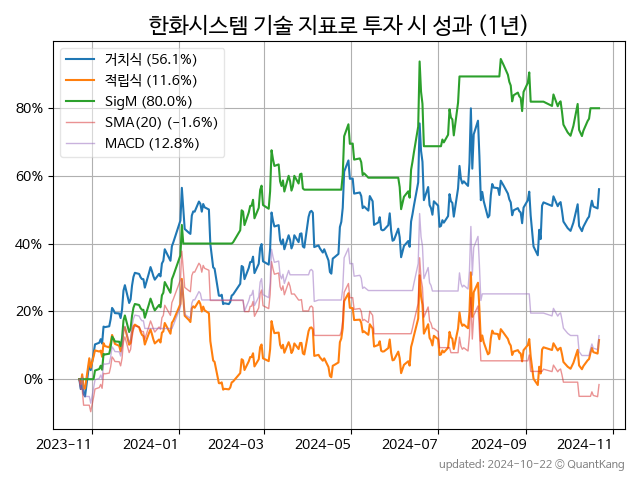 한화시스템 기술 지표로 투자 시 성과 (1년)
거치식 (56.1%)
적립식 (11.6%)
SigM (80.0%)
SMA(20) (−1.6%)
MACD (12.8%)
80%
60%
40%
20%
0%
2023-11 2024-01 2024-03 2024-05 2024-07 2024-09 2024-11
updated: 2024-10-22 © QuantKang